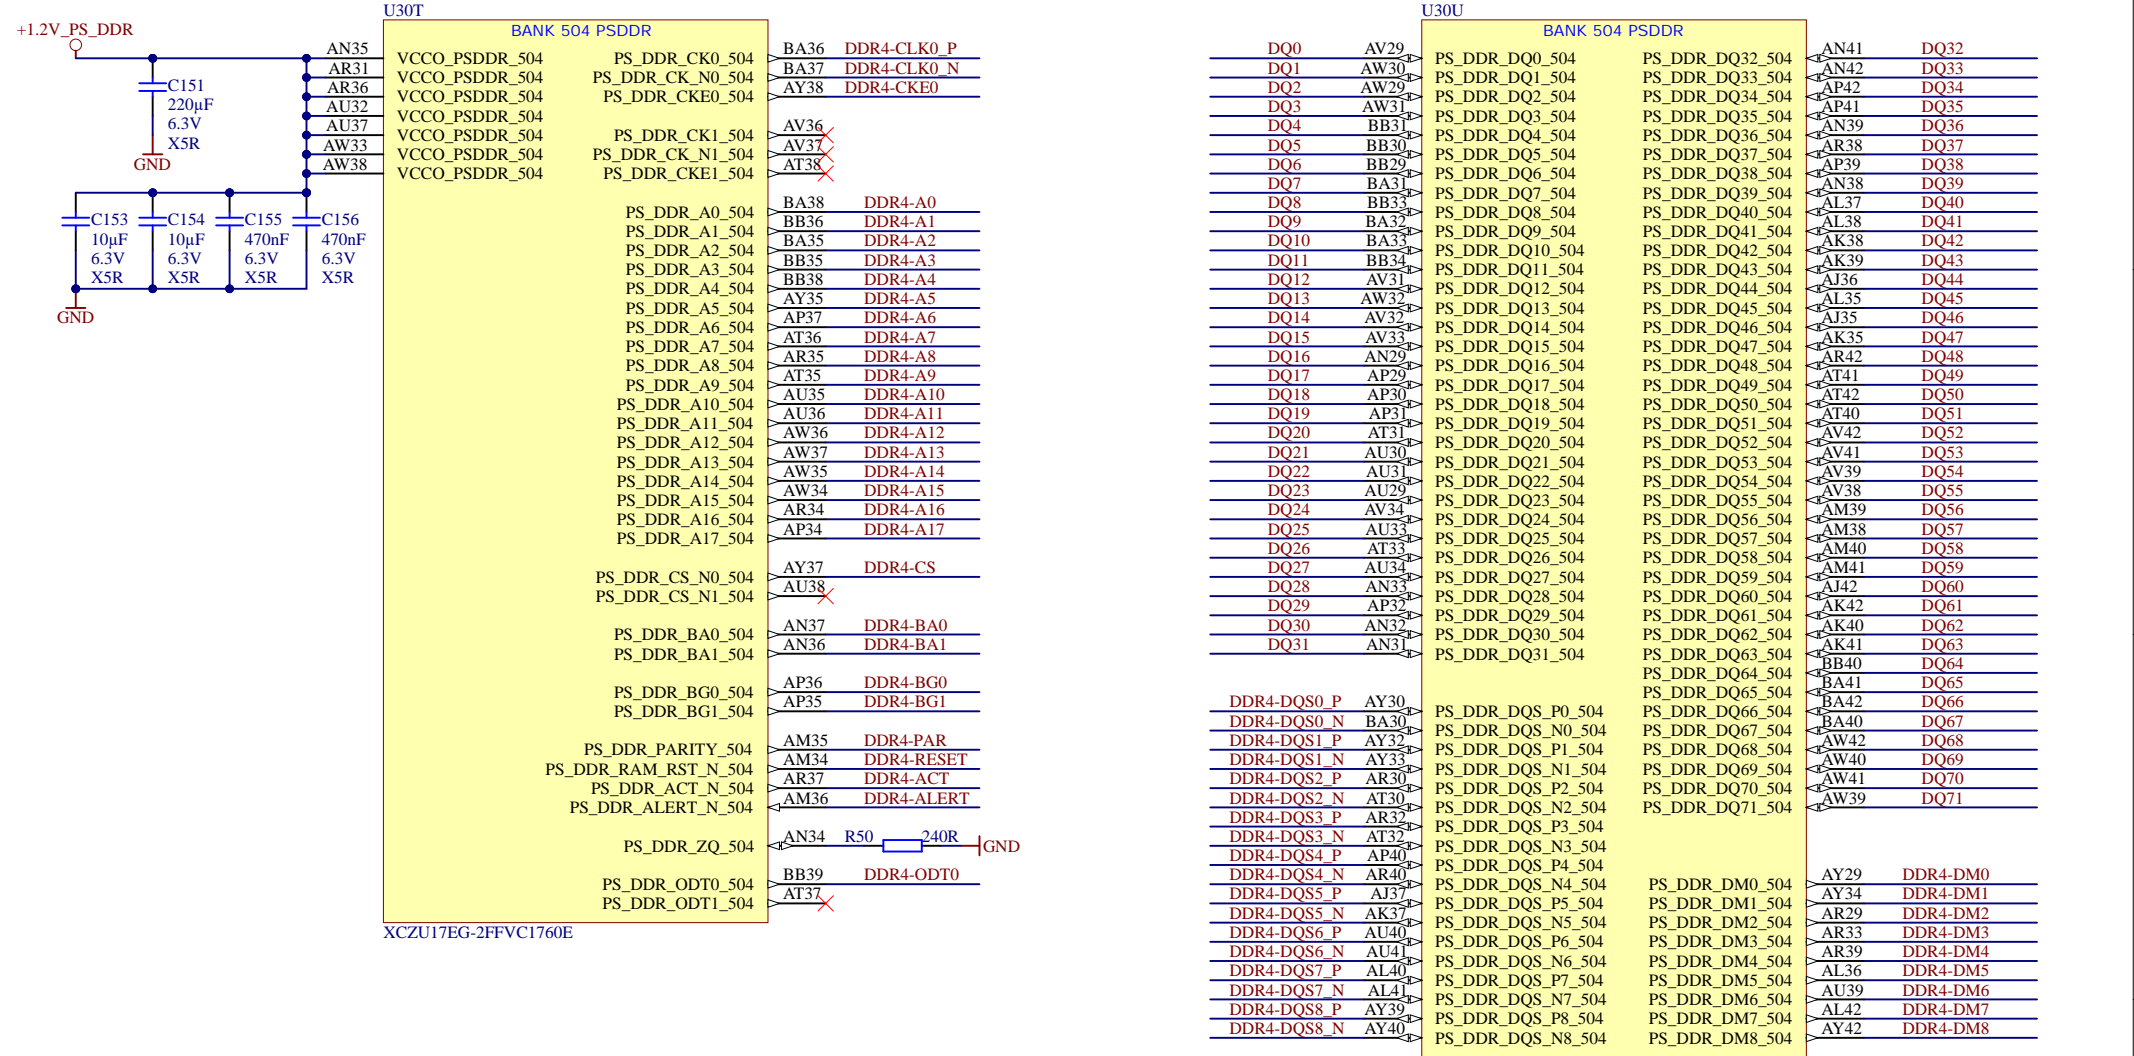 U30T
BANK 504 PSDDR
+1.2V_PS_DDR
C151
220µF
6.3V
X5R
GND
C153
10µF
6.3V
X5R
C154
10µF
6.3V
X5R
C155
470nF
6.3V
X5R
C156
470nF
6.3V
X5R
GND
AN35 VCCO_PSDDR_504
AR31 VCCO_PSDDR_504
AR36 VCCO_PSDDR_504
AU32 VCCO_PSDDR_504
AU37 VCCO_PSDDR_504
AW33 VCCO_PSDDR_504
AW38 VCCO_PSDDR_504
PS_DDR_CK0_504 BA36 DDR4-CLK0_P
PS_DDR_CK_N0_504 BA37 DDR4-CLK0_N
PS_DDR_CKE0_504 AY38 DDR4-CKE0
PS_DDR_CK1_504 AV36
PS_DDR_CK_N1_504 AV37
PS_DDR_CKE1_504 AT38
PS_DDR_A0_504 BA38 DDR4-A0
PS_DDR_A1_504 BB36 DDR4-A1
PS_DDR_A2_504 BA35 DDR4-A2
PS_DDR_A3_504 BB35 DDR4-A3
PS_DDR_A4_504 BB38 DDR4-A4
PS_DDR_A5_504 AY35 DDR4-A5
PS_DDR_A6_504 AP37 DDR4-A6
PS_DDR_A7_504 AT36 DDR4-A7
PS_DDR_A8_504 AR35 DDR4-A8
PS_DDR_A9_504 AT35 DDR4-A9
PS_DDR_A10_504 AU35 DDR4-A10
PS_DDR_A11_504 AU36 DDR4-A11
PS_DDR_A12_504 AW36 DDR4-A12
PS_DDR_A13_504 AW37 DDR4-A13
PS_DDR_A14_504 AW35 DDR4-A14
PS_DDR_A15_504 AW34 DDR4-A15
PS_DDR_A16_504 AR34 DDR4-A16
PS_DDR_A17_504 AP34 DDR4-A17
PS_DDR_CS_N0_504 AY37 DDR4-CS
PS_DDR_CS_N1_504 AU38
PS_DDR_BA0_504 AN37 DDR4-BA0
PS_DDR_BA1_504 AN36 DDR4-BA1
PS_DDR_BG0_504 AP36 DDR4-BG0
PS_DDR_BG1_504 AP35 DDR4-BG1
PS_DDR_PARITY_504 AM35 DDR4-PAR
PS_DDR_RAM_RST_N_504 AM34 DDR4-RESET
PS_DDR_ACT_N_504 AR37 DDR4-ACT
PS_DDR_ALERT_N_504 AM36 DDR4-ALERT
PS_DDR_ZQ_504 AN34 R50 240R GND
PS_DDR_ODT0_504 BB39 DDR4-ODT0
PS_DDR_ODT1_504 AT37
XCZU17EG-2FFVC1760E
U30U
BANK 504 PSDDR
DQ0 AV29 PS_DDR_DQ0_504
DQ1 AW30 PS_DDR_DQ1_504
DQ2 AW29 PS_DDR_DQ2_504
DQ3 AW31 PS_DDR_DQ3_504
DQ4 BB31 PS_DDR_DQ4_504
DQ5 BB30 PS_DDR_DQ5_504
DQ6 BB29 PS_DDR_DQ6_504
DQ7 BA31 PS_DDR_DQ7_504
DQ8 BB33 PS_DDR_DQ8_504
DQ9 BA32 PS_DDR_DQ9_504
DQ10 BA33 PS_DDR_DQ10_504
DQ11 BB34 PS_DDR_DQ11_504
DQ12 AV31 PS_DDR_DQ12_504
DQ13 AW32 PS_DDR_DQ13_504
DQ14 AV32 PS_DDR_DQ14_504
DQ15 AV33 PS_DDR_DQ15_504
DQ16 AN29 PS_DDR_DQ16_504
DQ17 AP29 PS_DDR_DQ17_504
DQ18 AP30 PS_DDR_DQ18_504
DQ19 AP31 PS_DDR_DQ19_504
DQ20 AT31 PS_DDR_DQ20_504
DQ21 AU30 PS_DDR_DQ21_504
DQ22 AU31 PS_DDR_DQ22_504
DQ23 AU29 PS_DDR_DQ23_504
DQ24 AV34 PS_DDR_DQ24_504
DQ25 AU33 PS_DDR_DQ25_504
DQ26 AT33 PS_DDR_DQ26_504
DQ27 AU34 PS_DDR_DQ27_504
DQ28 AN33 PS_DDR_DQ28_504
DQ29 AP32 PS_DDR_DQ29_504
DQ30 AN32 PS_DDR_DQ30_504
DQ31 AN31 PS_DDR_DQ31_504
DDR4-DQS0_P AY30 PS_DDR_DQS_P0_504
DDR4-DQS0_N BA30 PS_DDR_DQS_N0_504
DDR4-DQS1_P AY32 PS_DDR_DQS_P1_504
DDR4-DQS1_N AY33 PS_DDR_DQS_N1_504
DDR4-DQS2_P AR30 PS_DDR_DQS_P2_504
DDR4-DQS2_N AT30 PS_DDR_DQS_N2_504
DDR4-DQS3_P AR32 PS_DDR_DQS_P3_504
DDR4-DQS3_N AT32 PS_DDR_DQS_N3_504
DDR4-DQS4_P AP40 PS_DDR_DQS_P4_504
DDR4-DQS4_N AR40 PS_DDR_DQS_N4_504
DDR4-DQS5_P AJ37 PS_DDR_DQS_P5_504
DDR4-DQS5_N AK37 PS_DDR_DQS_N5_504
DDR4-DQS6_P AU40 PS_DDR_DQS_P6_504
DDR4-DQS6_N AU41 PS_DDR_DQS_N6_504
DDR4-DQS7_P AL40 PS_DDR_DQS_P7_504
DDR4-DQS7_N AL41 PS_DDR_DQS_N7_504
DDR4-DQS8_P AY39 PS_DDR_DQS_P8_504
DDR4-DQS8_N AY40 PS_DDR_DQS_N8_504
PS_DDR_DQ32_504 AN41 DQ32
PS_DDR_DQ33_504 AN42 DQ33
PS_DDR_DQ34_504 AP42 DQ34
PS_DDR_DQ35_504 AP41 DQ35
PS_DDR_DQ36_504 AN39 DQ36
PS_DDR_DQ37_504 AR38 DQ37
PS_DDR_DQ38_504 AP39 DQ38
PS_DDR_DQ39_504 AN38 DQ39
PS_DDR_DQ40_504 AL37 DQ40
PS_DDR_DQ41_504 AL38 DQ41
PS_DDR_DQ42_504 AK38 DQ42
PS_DDR_DQ43_504 AK39 DQ43
PS_DDR_DQ44_504 AJ36 DQ44
PS_DDR_DQ45_504 AL35 DQ45
PS_DDR_DQ46_504 AJ35 DQ46
PS_DDR_DQ47_504 AK35 DQ47
PS_DDR_DQ48_504 AR42 DQ48
PS_DDR_DQ49_504 AT41 DQ49
PS_DDR_DQ50_504 AT42 DQ50
PS_DDR_DQ51_504 AT40 DQ51
PS_DDR_DQ52_504 AV42 DQ52
PS_DDR_DQ53_504 AV41 DQ53
PS_DDR_DQ54_504 AV39 DQ54
PS_DDR_DQ55_504 AV38 DQ55
PS_DDR_DQ56_504 AM39 DQ56
PS_DDR_DQ57_504 AM38 DQ57
PS_DDR_DQ58_504 AM40 DQ58
PS_DDR_DQ59_504 AM41 DQ59
PS_DDR_DQ60_504 AJ42 DQ60
PS_DDR_DQ61_504 AK42 DQ61
PS_DDR_DQ62_504 AK40 DQ62
PS_DDR_DQ63_504 AK41 DQ63
PS_DDR_DQ64_504 BB40 DQ64
PS_DDR_DQ65_504 BA41 DQ65
PS_DDR_DQ66_504 BA42 DQ66
PS_DDR_DQ67_504 BA40 DQ67
PS_DDR_DQ68_504 AW42 DQ68
PS_DDR_DQ69_504 AW40 DQ69
PS_DDR_DQ70_504 AW41 DQ70
PS_DDR_DQ71_504 AW39 DQ71
PS_DDR_DM0_504 AY29 DDR4-DM0
PS_DDR_DM1_504 AY34 DDR4-DM1
PS_DDR_DM2_504 AR29 DDR4-DM2
PS_DDR_DM3_504 AR33 DDR4-DM3
PS_DDR_DM4_504 AR39 DDR4-DM4
PS_DDR_DM5_504 AL36 DDR4-DM5
PS_DDR_DM6_504 AU39 DDR4-DM6
PS_DDR_DM7_504 AL42 DDR4-DM7
PS_DDR_DM8_504 AY42 DDR4-DM8